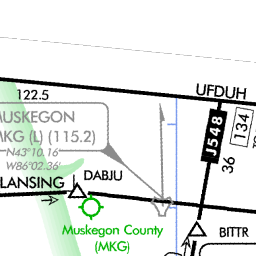 122.5
UFDUH
MUSKEGON
MKG (L) (115.2)
N43°10.16
W86°02.36'
J548
134
36
LANSING
DABJU
Muskegon County
(MKG)
BITTR